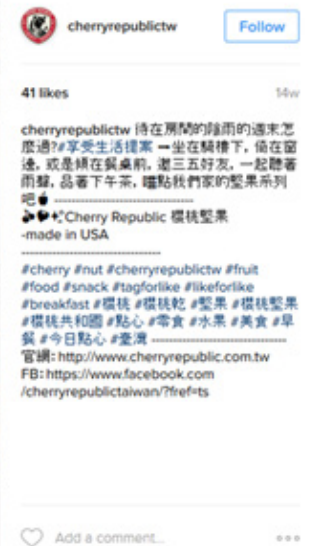 cherryrepublictw
Follow
41 likes
14w
cherryrepublictw 待在房間的陰雨的週末怎
麼過?#享受生活提案 ー坐在騎樓下, 倚在窗
邊, 或是傾在餐桌前, 邀三五好友, 一起聽著
雨聲, 品著下午茶, 嚐點我們家的堅果系列
吧 ---------------------------------
Cherry Republic 櫻桃堅果
-made in USA
---------------------------------
#cherry #nut #cherryrepublictw #fruit
#food #snack #tagforlike #likeforlike
#breakfast #櫻桃 #櫻桃乾 #堅果 #櫻桃堅果
#櫻桃共和國 #點心 #零食 #水果 #美食 #早
餐 #今日點心 #臺灣 ---------------------------------
官網: http://www.cherryrepublic.com.tw
FB: https://www.facebook.com
/cherryrepublictaiwan/?fref=ts
Add a comment...